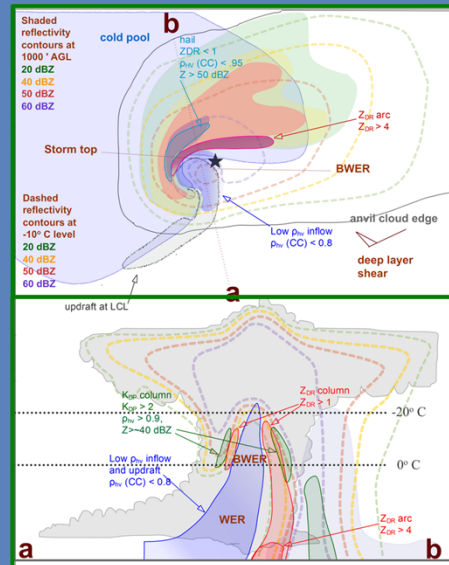 Shaded
reflectivity
contours at
1000 ' AGL
20 dBZ
40 dBZ
50 dBZ
60 dBZ
cold pool
b
hail
ZDR < 1
ρHV (CC) < .95
Z > 50 dBZ
ZDR arc
ZDR > 4
Storm top
BWER
Dashed
reflectivity
contours at
-10° C level
20 dBZ
40 dBZ
50 dBZ
60 dBZ
Low ρhv inflow
ρhv (CC) < 0.8
anvil cloud edge
deep layer
shear
updraft at LCL
a
KDP column
KDP > 2
ρhv > 0.9,
Z>~40 dBZ
ZDR column
ZDR > 1
-20° C
Low ρhv inflow
and updraft
ρhv (CC) < 0.8
BWER
0° C
WER
ZDR arc
ZDR > 4
a
b